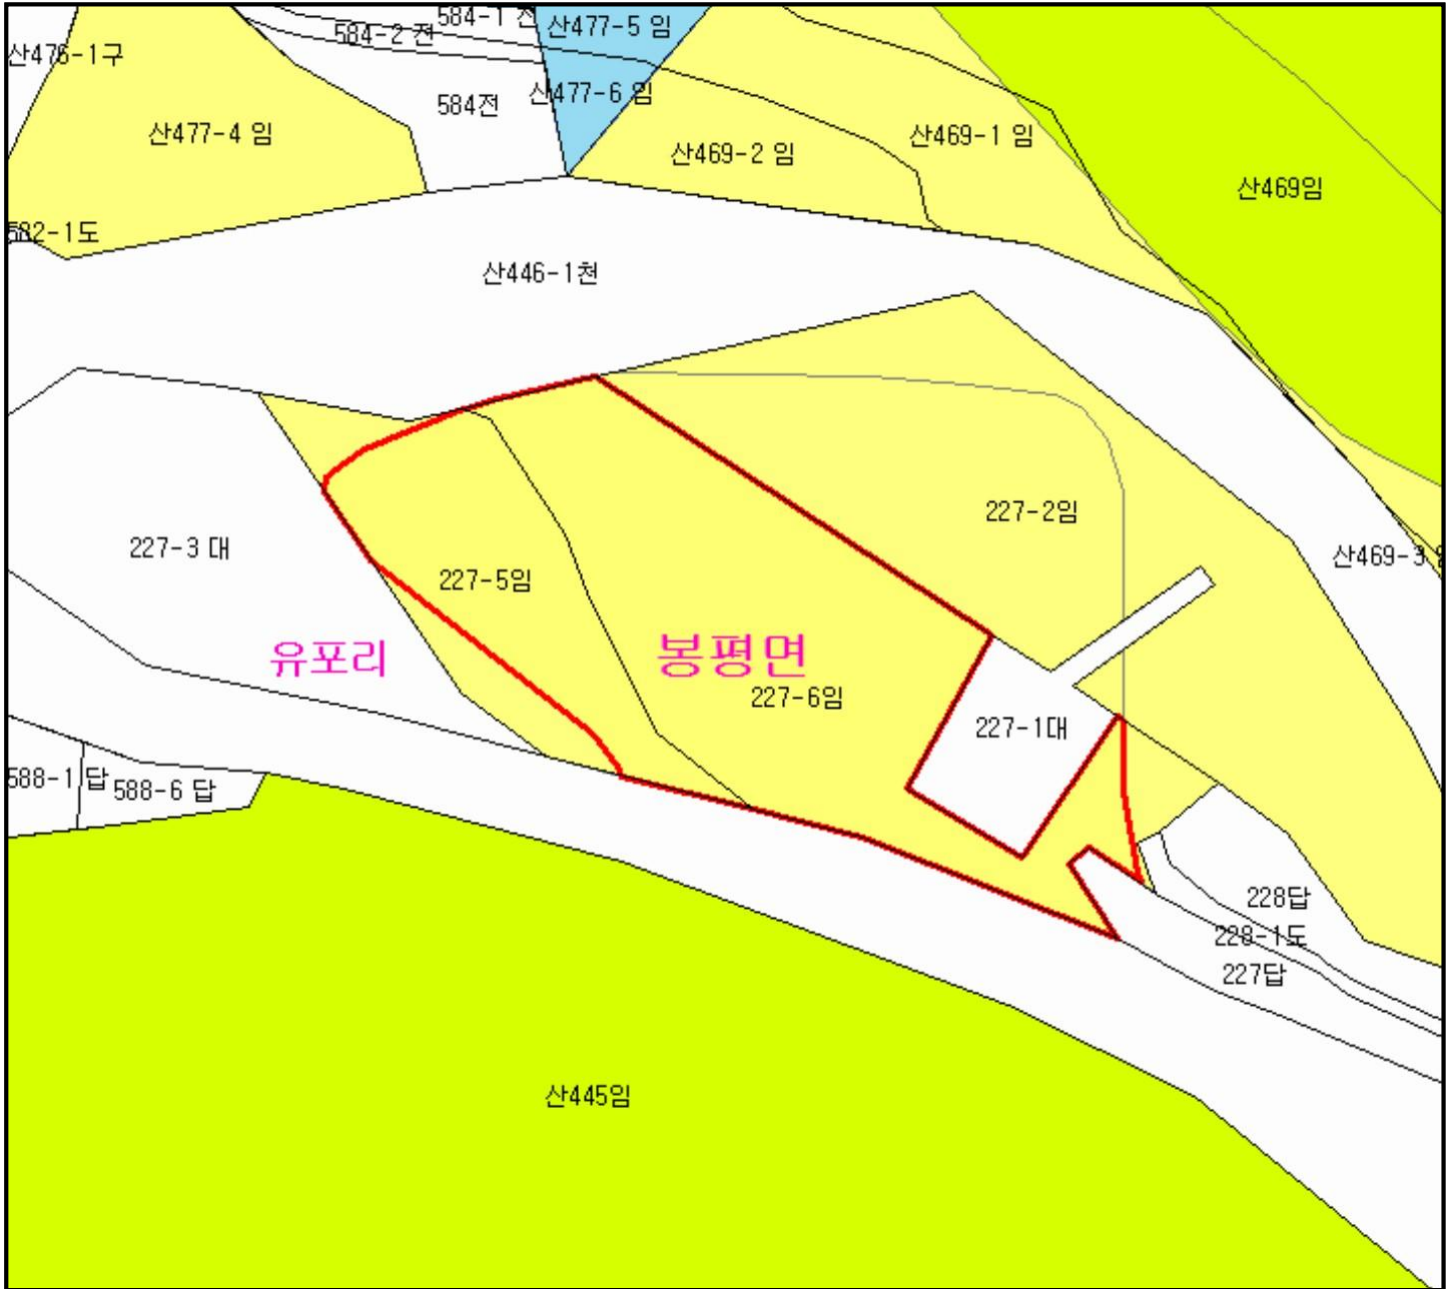 584-1 전
산477-5 임
584-2 전
산476-1구
산477-6 임
584전
산477-4 임
산469-1 임
산469-2 임
산469임
582-1도
산446-1천
227-2임
227-3 대
산469-3
227-5임
유포리
봉평면
227-6임
227-1대
588-1 답
588-6 답
228답
228-1도
227답
산445임